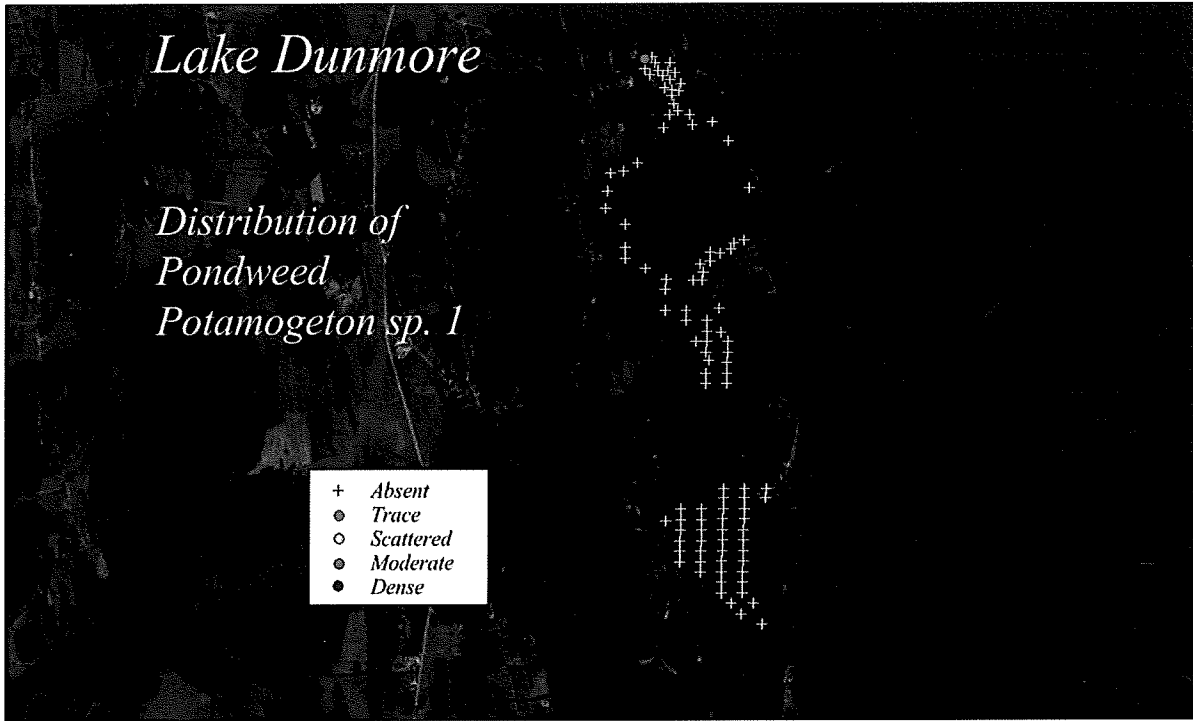 Lake Dunmore
Distribution of
Pondweed
Potamogeton sp. 1
Absent
Trace
Scattered
Moderate
Dense